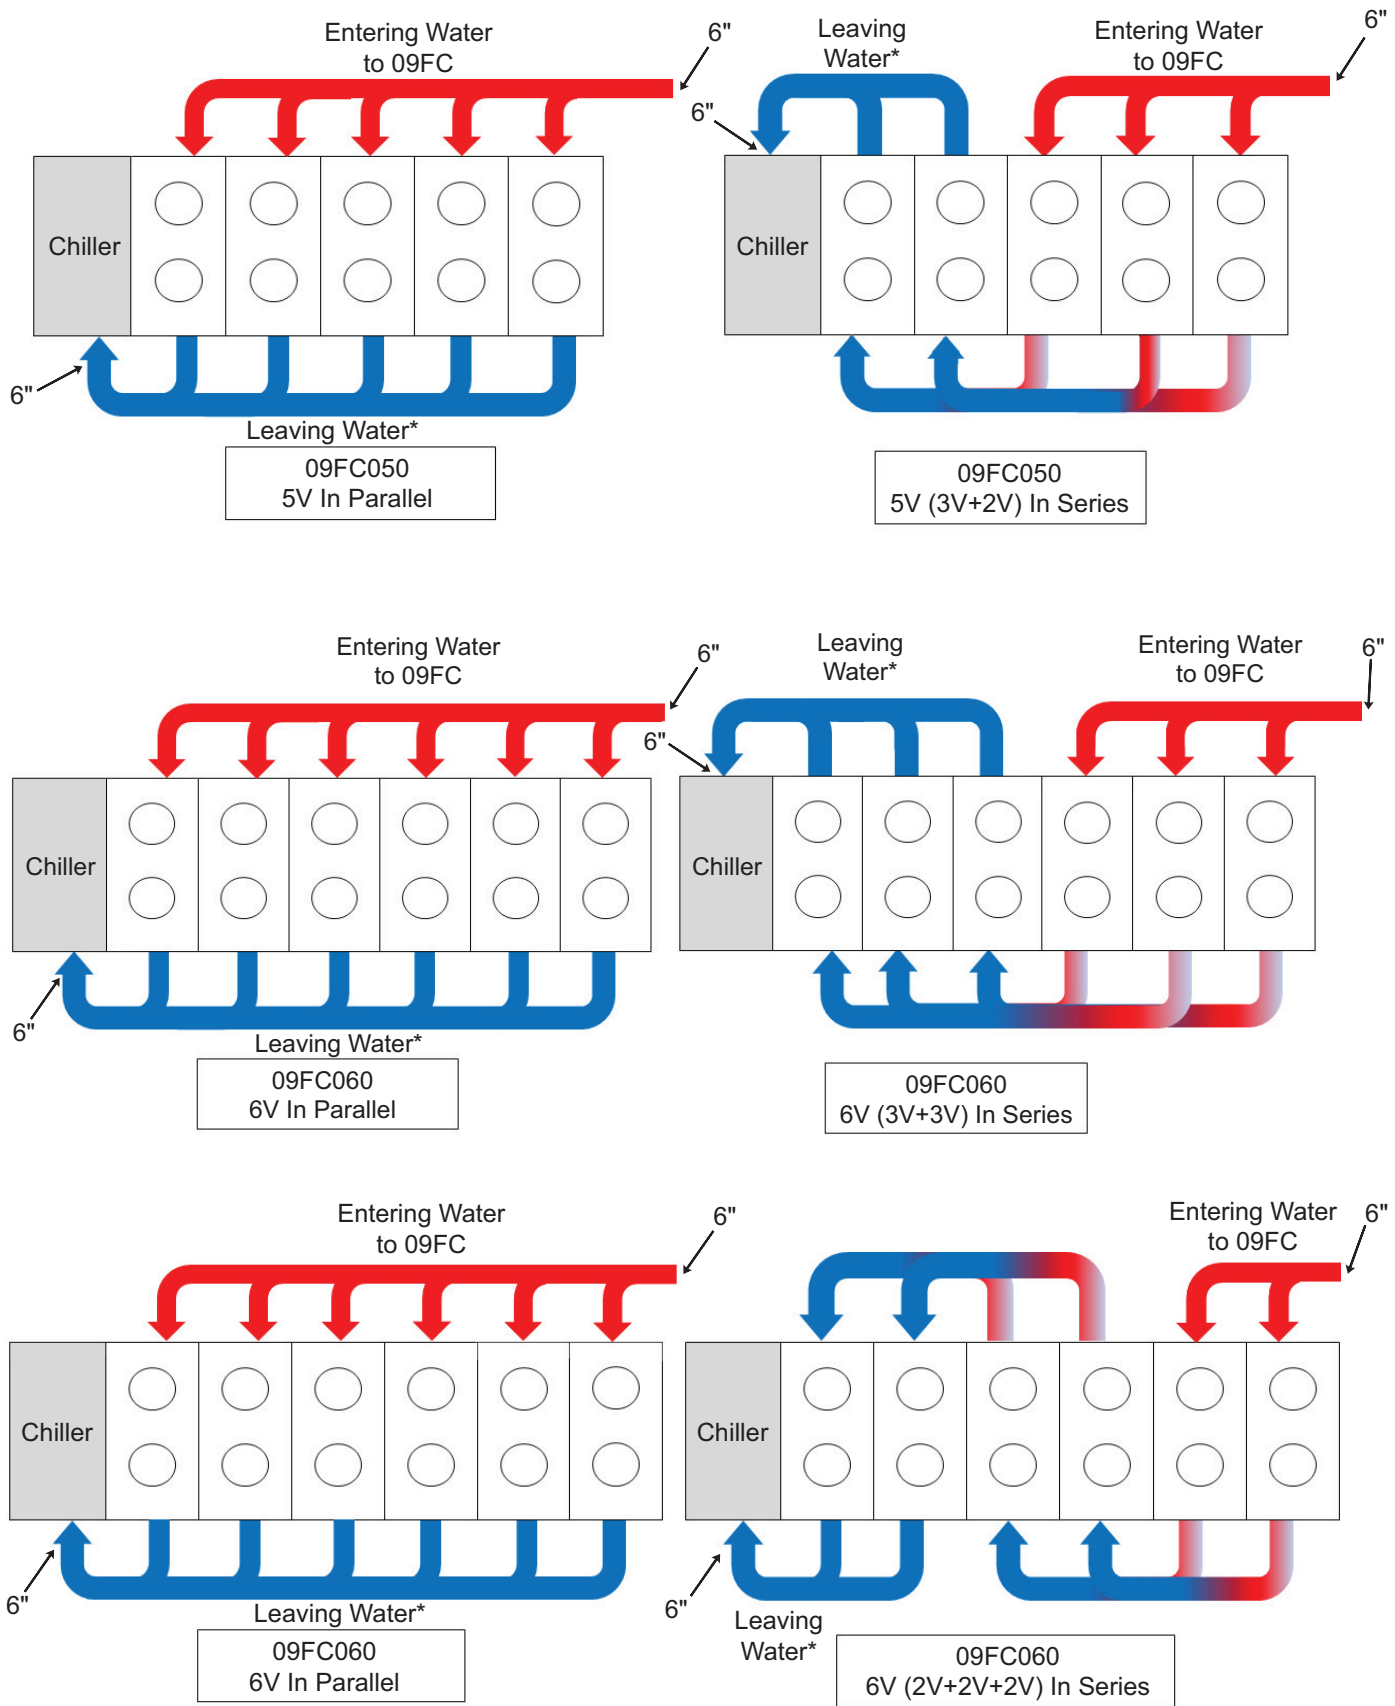 Entering Water
to 09FC
6"
Chiller
6"
Leaving Water*
09FC050
5V In Parallel
Leaving
Water*
Entering Water
to 09FC
6"
6"
Chiller
09FC050
5V (3V+2V) In Series
Entering Water
to 09FC
6"
Chiller
6"
Leaving Water*
09FC060
6V In Parallel
Leaving
Water*
Entering Water
to 09FC
6"
6"
Chiller
09FC060
6V (3V+3V) In Series
Entering Water
to 09FC
6"
Chiller
6"
Leaving Water*
09FC060
6V In Parallel
Entering Water
to 09FC
6"
Chiller
6"
Leaving
Water*
09FC060
6V (2V+2V+2V) In Series